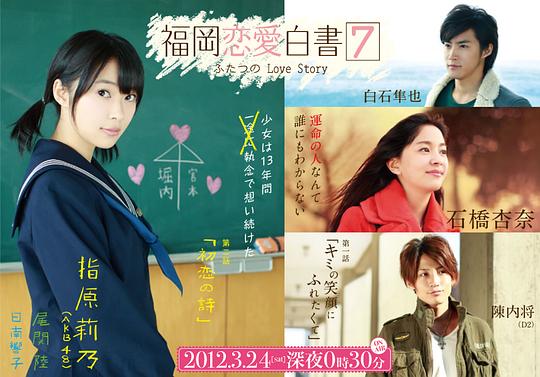 福岡恋愛白書7
ふたつの Love Story
白石隼也
少女は13年間
一途に
執念で想い続けた
宮本
堀内
第二話
「初恋の詩」
指原莉乃
(AKB48)
尾関陸
日南響子
運命の人なんて
誰にもわからない
石橋杏奈
第一話
「キミの笑顔に
ふれたくて」
陳内将
(D2)
2012.3.24[SAT]深夜0時30分
ON AIR